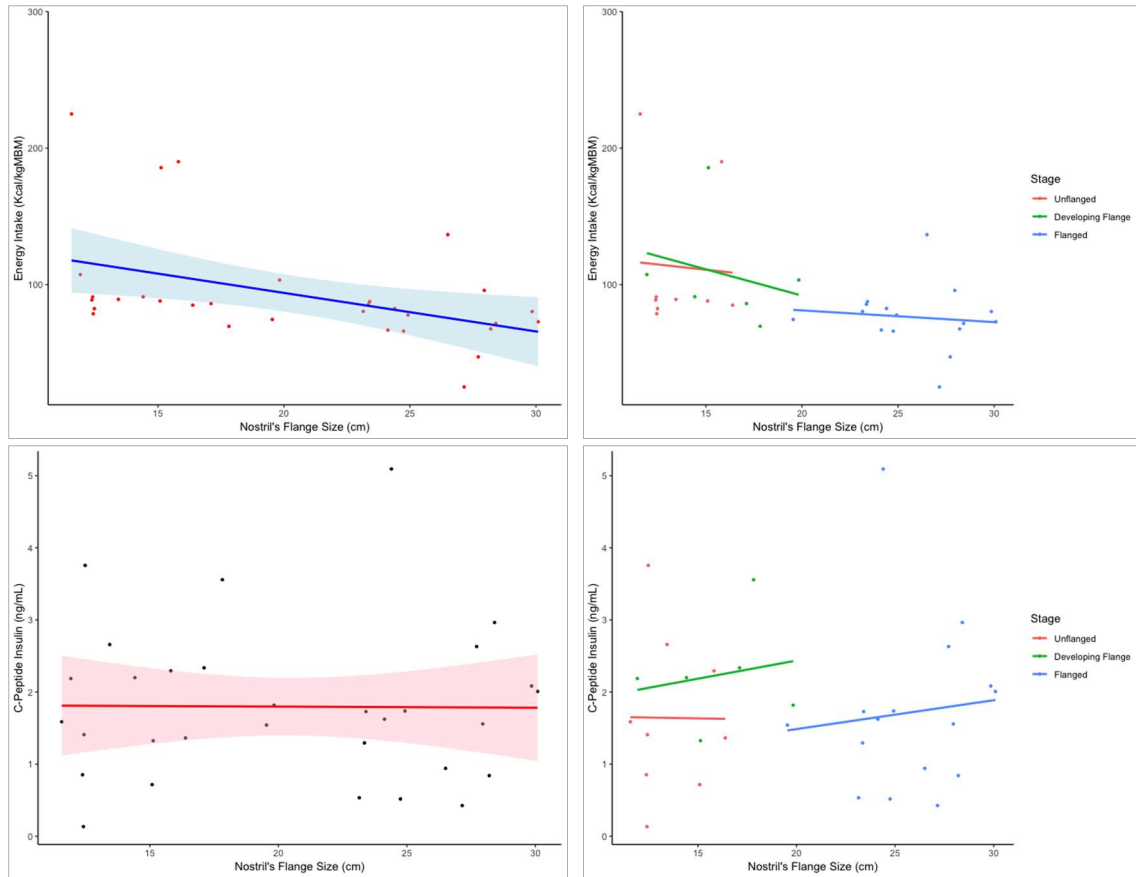 300
200
100
Energy Intake (Kcal/kgMBM)
15 20 25 30
Nostril's Flange Size (cm)
300
200
100
Energy Intake (Kcal/kgMBM)
15 20 25 30
Nostril's Flange Size (cm)
Stage
Unflanged
Developing Flange
Flanged
5
4
3
2
1
0
C-Peptide Insulin (ng/mL)
15 20 25 30
Nostril's Flange Size (cm)
5
4
3
2
1
0
C-Peptide Insulin (ng/mL)
15 20 25 30
Nostril's Flange Size (cm)
Stage
Unflanged
Developing Flange
Flanged